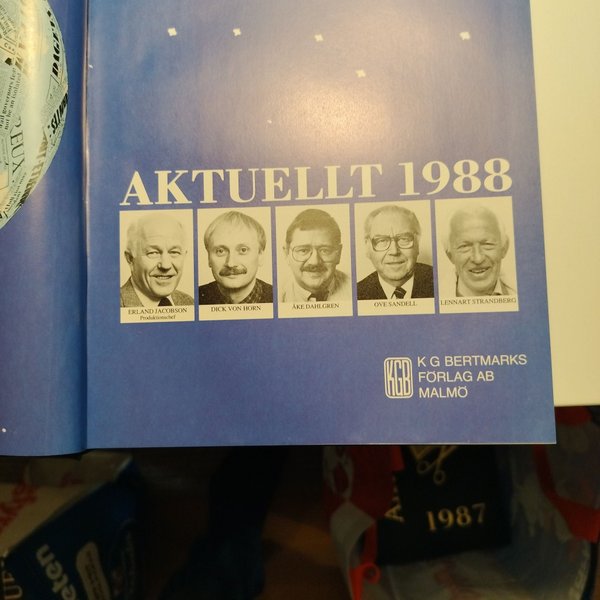 AKTUELLT 1988
ERLAND JACOBSON
Produktionschef
DICK VON HORN
ÅKE DAHLGREN
OVE SANDELL
LENNART STRANDBERG
KGB
K G BERTMARKS
FÖRLAG AB
MALMÖ
1987
eten